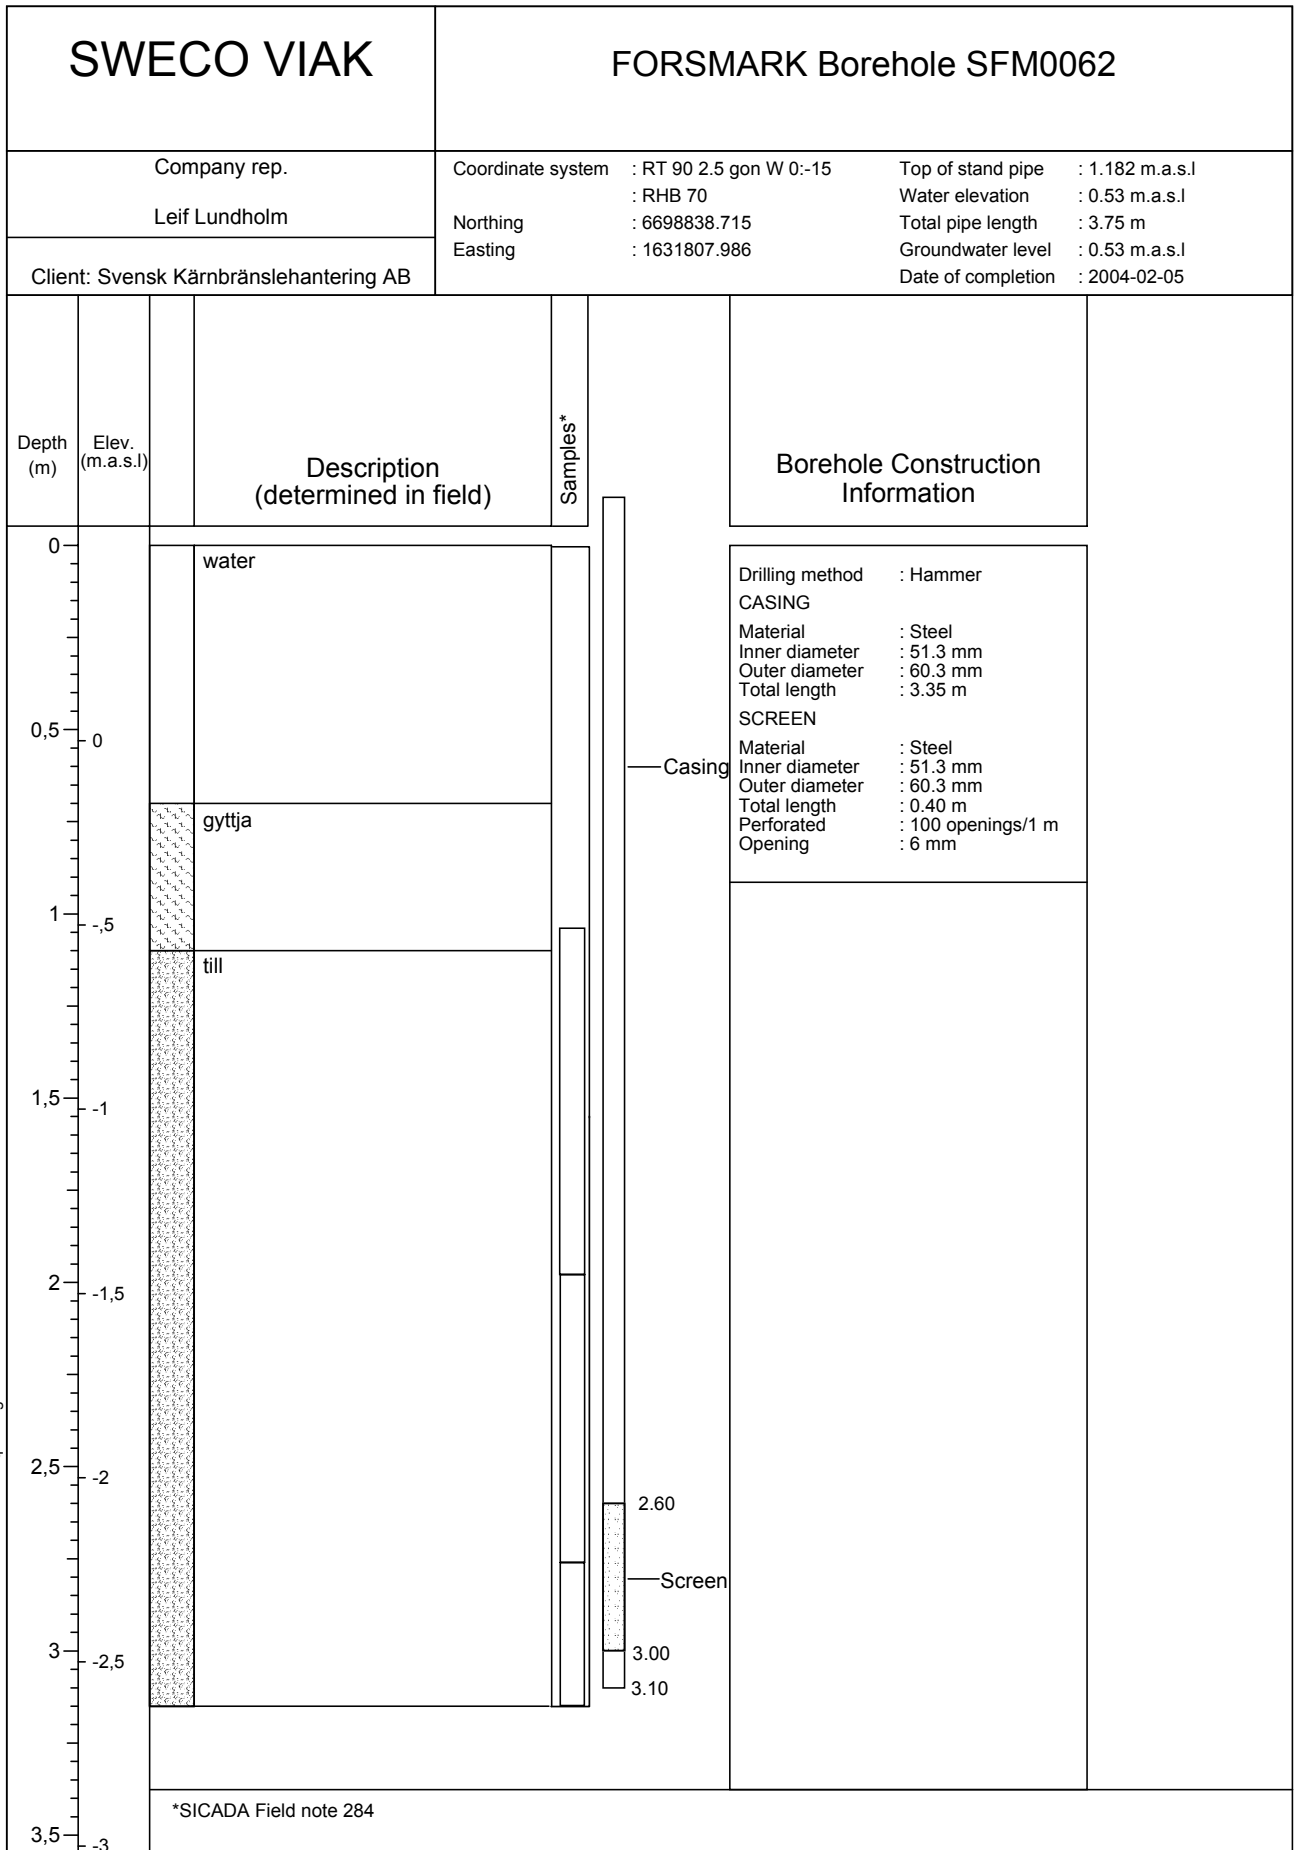 SWECO VIAK
FORSMARK Borehole SFM0062
Company rep.
Leif Lundholm
Client: Svensk Kärnbränslehantering AB
Coordinate system : RT 90 2.5 gon W 0:-15
: RHB 70
Northing : 6698838.715
Easting : 1631807.986
Top of stand pipe : 1.182 m.a.s.l
Water elevation : 0.53 m.a.s.l
Total pipe length : 3.75 m
Groundwater level : 0.53 m.a.s.l
Date of completion : 2004-02-05
Depth
(m)
Elev.
(m.a.s.l)
Description
(determined in field)
Samples*
Borehole Construction
Information
0
water
Drilling method : Hammer
CASING
Material : Steel
Inner diameter : 51.3 mm
Outer diameter : 60.3 mm
Total length : 3.35 m
SCREEN
Material : Steel
Inner diameter : 51.3 mm
Outer diameter : 60.3 mm
Total length : 0.40 m
Perforated : 100 openings/1 m
Opening : 6 mm
0,5
0
Casing
gyttja
1
-,5
till
1,5
-1
2
-1,5
2,5
-2
2.60
Screen
3
-2,5
3.00
3.10
*SICADA Field note 284
3,5
-3